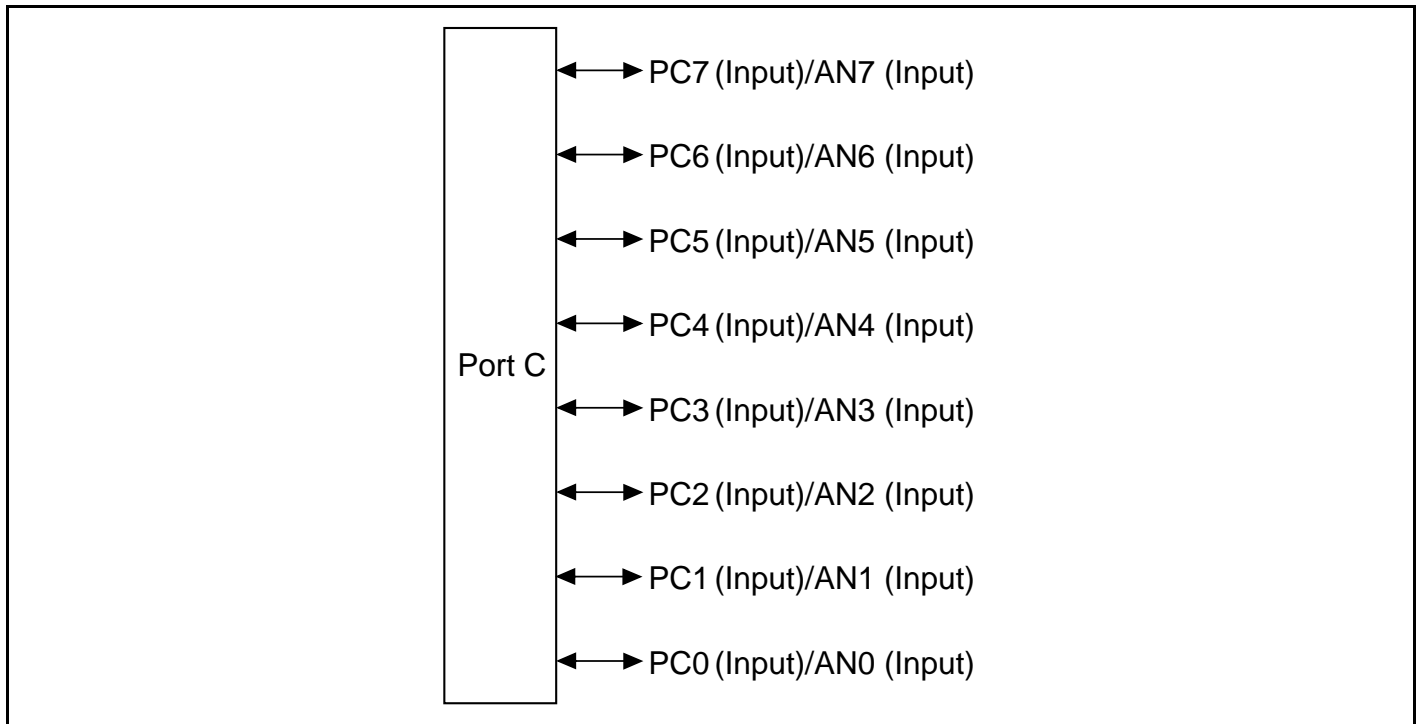 PC7 (Input)/AN7 (Input)
PC6 (Input)/AN6 (Input)
PC5 (Input)/AN5 (Input)
PC4 (Input)/AN4 (Input)
Port C
PC3 (Input)/AN3 (Input)
PC2 (Input)/AN2 (Input)
PC1 (Input)/AN1 (Input)
PC0 (Input)/AN0 (Input)